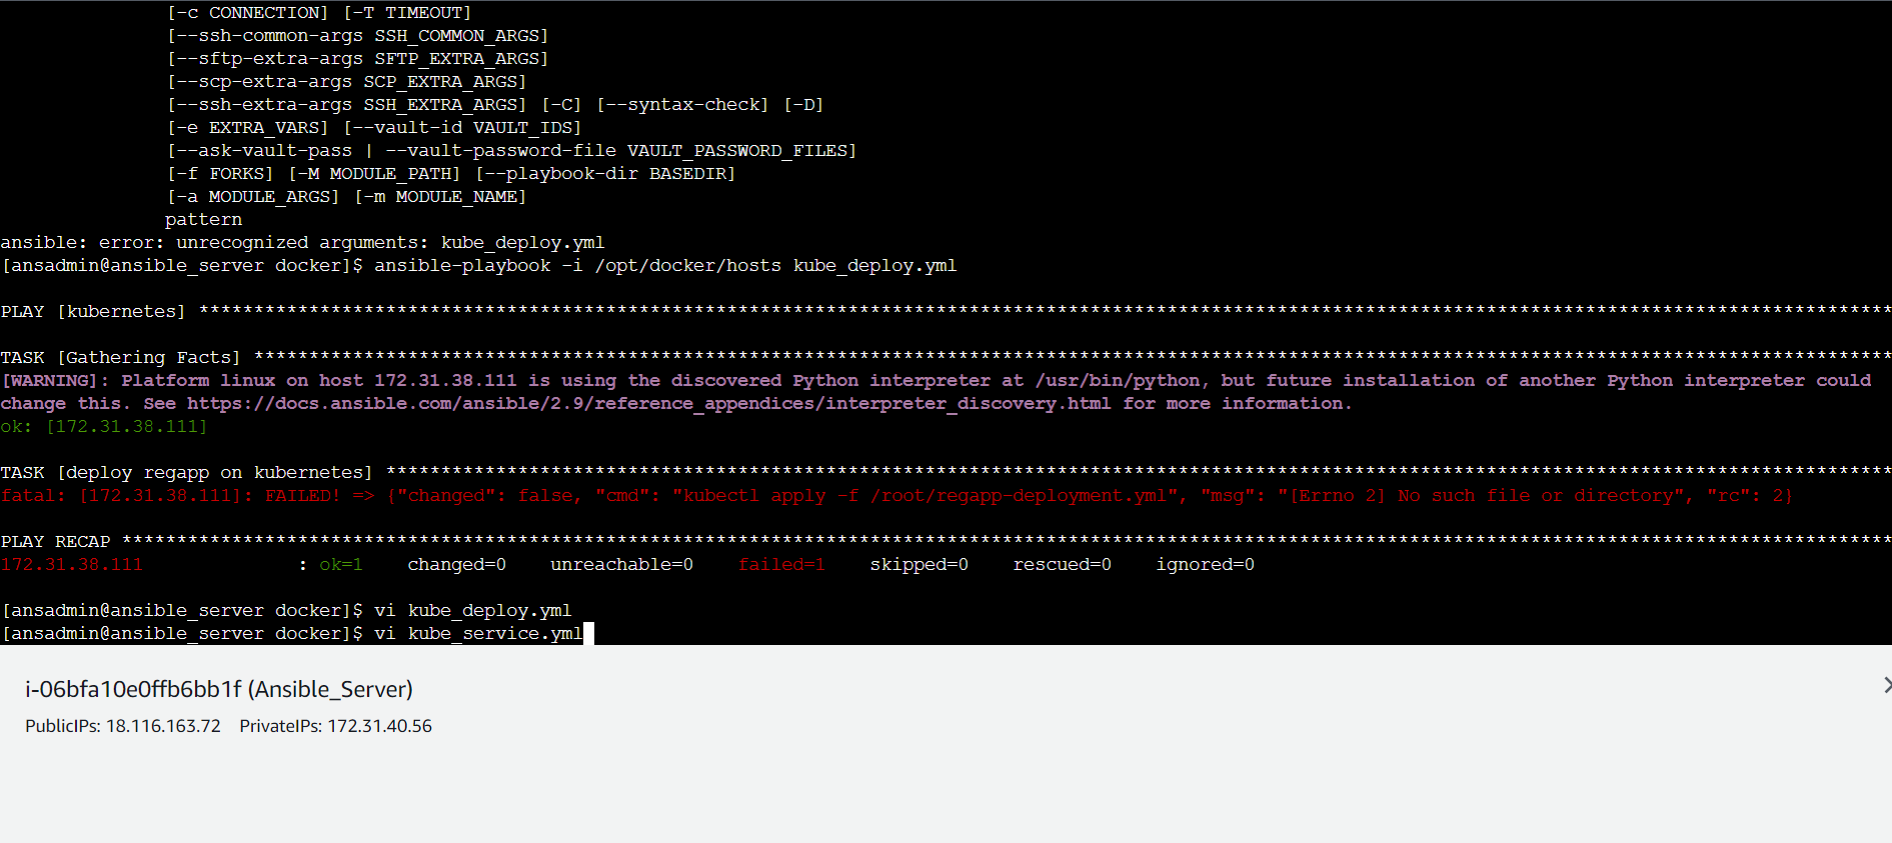 [-c CONNECTION] [-T TIMEOUT]
[--ssh-common-args SSH_COMMON_ARGS]
[--sftp-extra-args SFTP_EXTRA_ARGS]
[--scp-extra-args SCP_EXTRA_ARGS]
[--ssh-extra-args SSH_EXTRA_ARGS] [-C] [--syntax-check] [-D]
[-e EXTRA_VARS] [--vault-id VAULT_IDS]
[--ask-vault-pass | --vault-password-file VAULT_PASSWORD_FILES]
[-f FORKS] [-M MODULE_PATH] [--playbook-dir BASEDIR]
[-a MODULE_ARGS] [-m MODULE_NAME]
pattern
ansible: error: unrecognized arguments: kube_deploy.yml
[ansadmin@ansible_server docker]$ ansible-playbook -i /opt/docker/hosts kube_deploy.yml
PLAY [kubernetes] **********************************************************************************************************************************************************
TASK [Gathering Facts] *****************************************************************************************************************************************************
[WARNING]: Platform linux on host 172.31.38.111 is using the discovered Python interpreter at /usr/bin/python, but future installation of another Python interpreter could
change this. See https://docs.ansible.com/ansible/2.9/reference_appendices/interpreter_discovery.html for more information.
ok: [172.31.38.111]
TASK [deploy regapp on kubernetes] *****************************************************************************************************************************************
fatal: [172.31.38.111]: FAILED! => {"changed": false, "cmd": "kubectl apply -f /root/regapp-deployment.yml", "msg": "[Errno 2] No such file or directory", "rc": 2}
PLAY RECAP *****************************************************************************************************************************************************************
172.31.38.111 : ok=1 changed=0 unreachable=0 failed=1 skipped=0 rescued=0 ignored=0
[ansadmin@ansible_server docker]$ vi kube_deploy.yml
[ansadmin@ansible_server docker]$ vi kube_service.yml
i-06bfa10e0ffb6bb1f (Ansible_Server)
PublicIPs: 18.116.163.72 PrivateIPs: 172.31.40.56